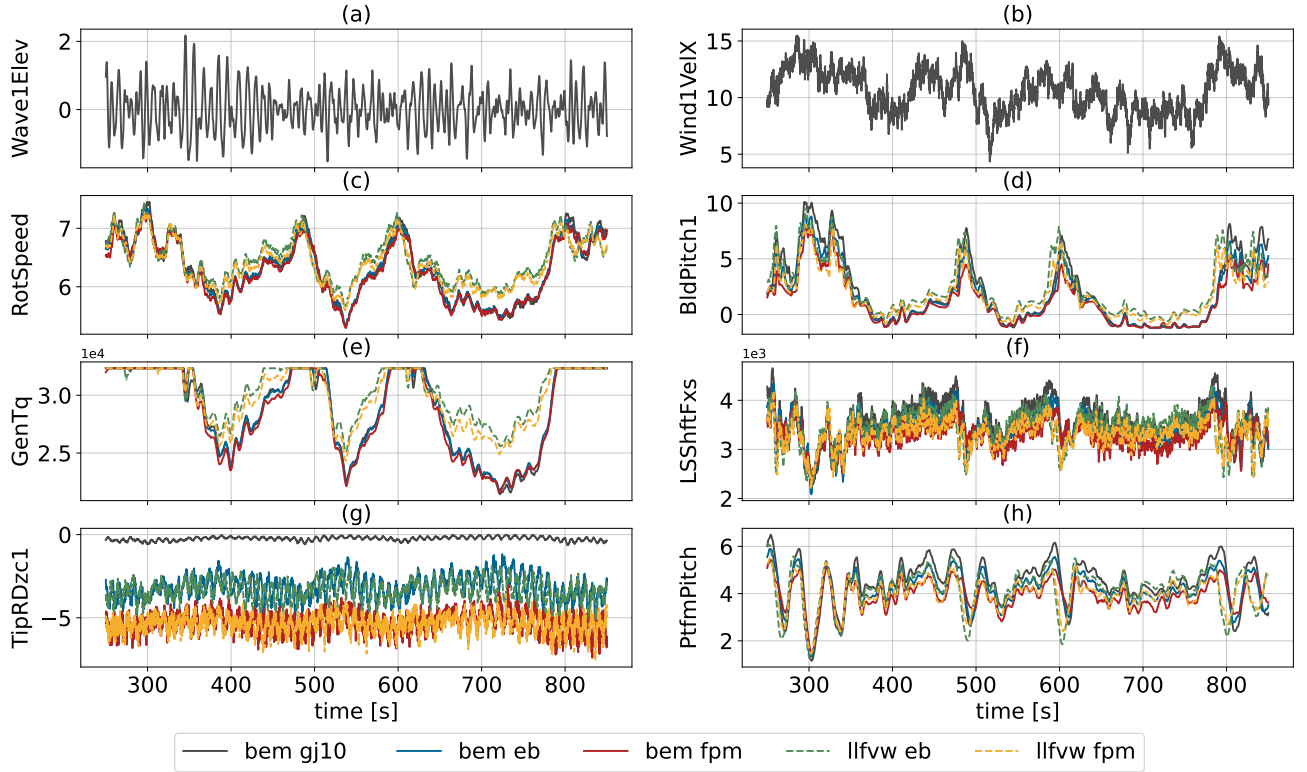 (a)
Wave1Elev
2
0
(b)
Wind1VelX
15
10
5
(c)
RotSpeed
7
6
(d)
BldPitch1
10
5
0
(e)
1e4
GenTq
3.0
2.5
(f)
1e3
LSShftFxs
4
3
2
(g)
TipRDzc1
0
−5
300 400 500 600 700 800
time [s]
(h)
PtfmPitch
6
4
2
300 400 500 600 700 800
time [s]
bem gj10 bem eb bem fpm llfvw eb llfvw fpm